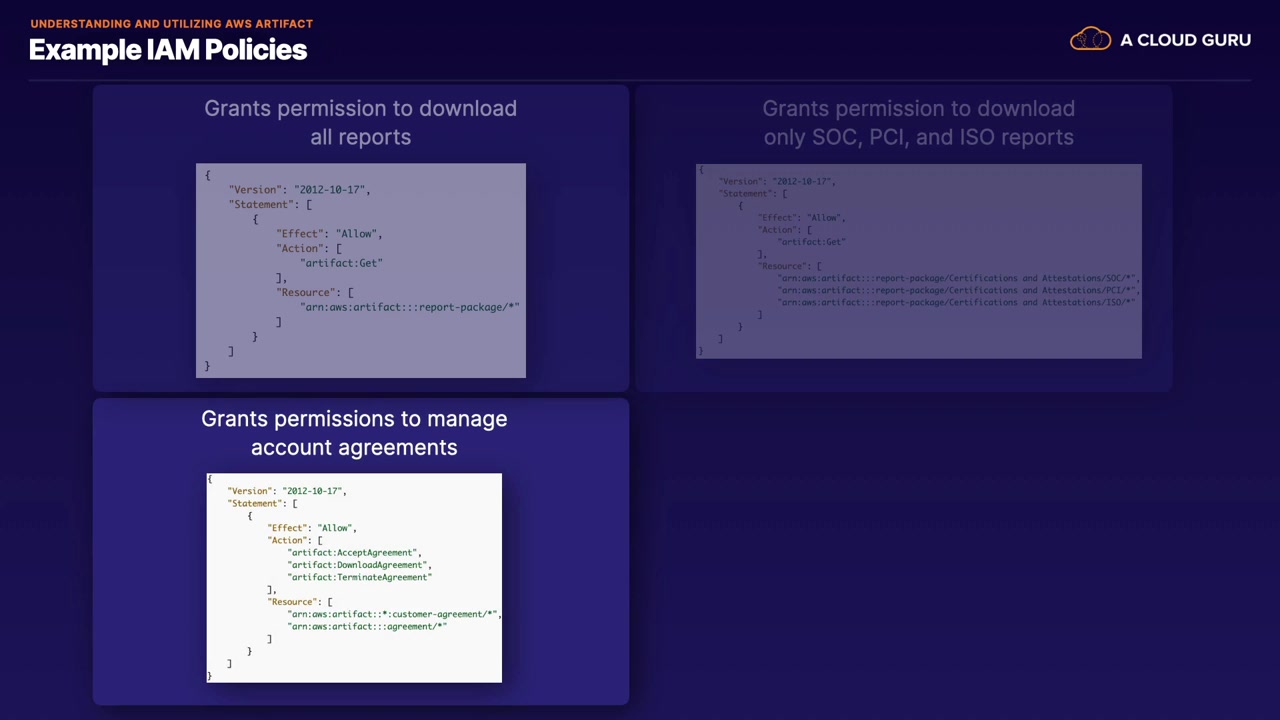 UNDERSTANDING AND UTILIZING AWS ARTIFACT
Example IAM Policies
A CLOUD GURU
Grants permission to download
all reports
{
    "Version": "2012-10-17",
    "Statement": [
        {
            "Effect": "Allow",
            "Action": [
                "artifact:Get"
            ],
            "Resource": [
                "arn:aws:artifact:::report-package/*"
            ]
        }
    ]
}
Grants permission to download
only SOC, PCI, and ISO reports
{
    "Version": "2012-10-17",
    "Statement": [
        {
            "Effect": "Allow",
            "Action": [
                "artifact:Get"
            ],
            "Resource": [
                "arn:aws:artifact:::report-package/Certifications and Attestations/SOC/*",
                "arn:aws:artifact:::report-package/Certifications and Attestations/PCI/*",
                "arn:aws:artifact:::report-package/Certifications and Attestations/ISO/*"
            ]
        }
    ]
}
Grants permissions to manage
account agreements
{
    "Version": "2012-10-17",
    "Statement": [
        {
            "Effect": "Allow",
            "Action": [
                "artifact:AcceptAgreement",
                "artifact:DownloadAgreement",
                "artifact:TerminateAgreement"
            ],
            "Resource": [
                "arn:aws:artifact::*:customer-agreement/*",
                "arn:aws:artifact:::agreement/*"
            ]
        }
    ]
}